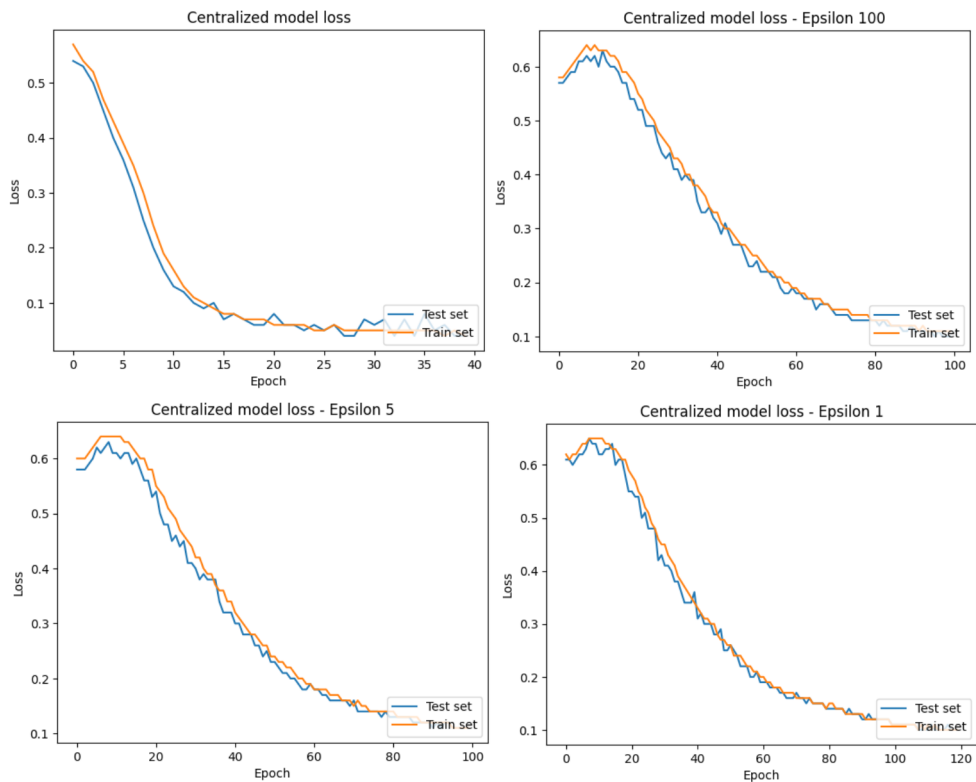 Centralized model loss
Loss
0.5
0.4
0.3
0.2
0.1
0 5 10 15 20 25 30 35 40
Epoch
Test set
Train set
Centralized model loss - Epsilon 100
Loss
0.6
0.5
0.4
0.3
0.2
0.1
0 20 40 60 80 100
Epoch
Test set
Train set
Centralized model loss - Epsilon 5
Loss
0.6
0.5
0.4
0.3
0.2
0.1
0 20 40 60 80 100
Epoch
Test set
Train set
Centralized model loss - Epsilon 1
Loss
0.6
0.5
0.4
0.3
0.2
0.1
0 20 40 60 80 100 120
Epoch
Test set
Train set